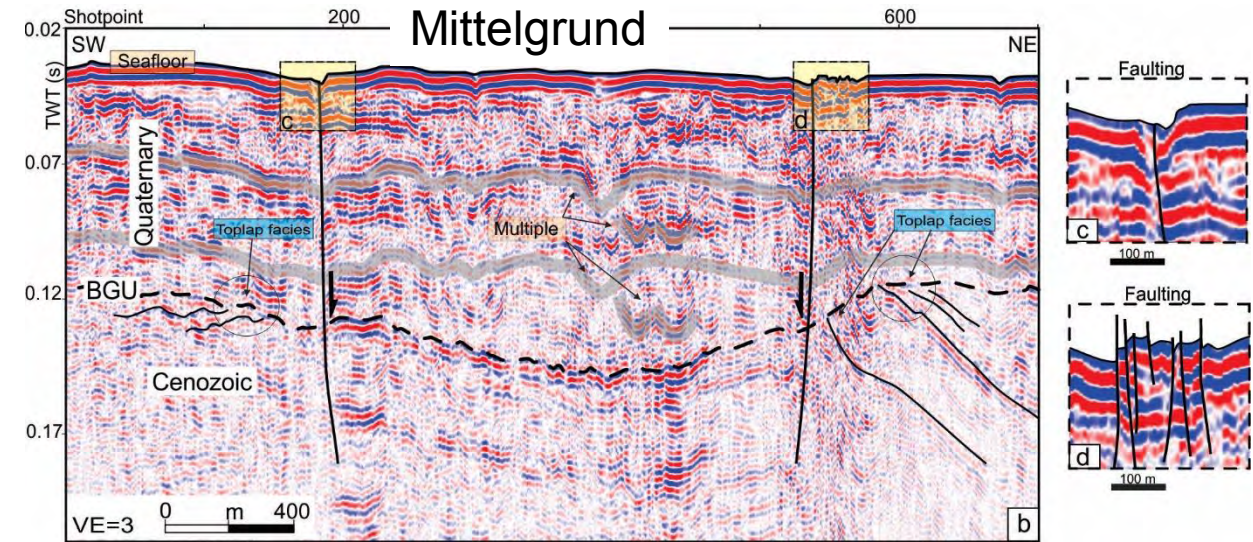 Shotpoint
200
Mittelgrund
600
0.02
SW
NE
Seafloor
TWT (s)
c
d
0.07
Quaternary
Toplap facies
Multiple
Toplap facies
BGU
0.12
Cenozoic
0.17
0 m 400
VE=3
b
Faulting
c
100 m
Faulting
d
100 m